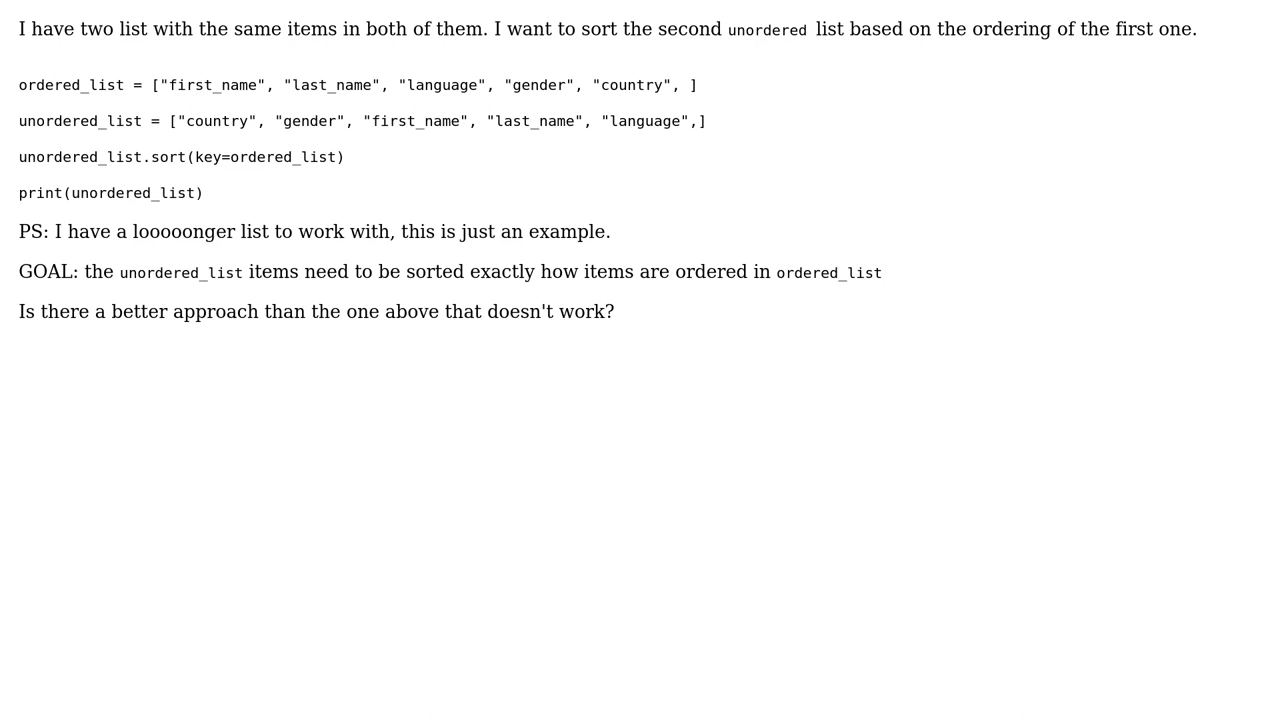 I have two list with the same items in both of them. I want to sort the second unordered list based on the ordering of the first one.
ordered_list = ["first_name", "last_name", "language", "gender", "country", ]
unordered_list = ["country", "gender", "first_name", "last_name", "language",]
unordered_list.sort(key=ordered_list)
print(unordered_list)
PS: I have a looooonger list to work with, this is just an example.
GOAL: the unordered_list items need to be sorted exactly how items are ordered in ordered_list
Is there a better approach than the one above that doesn't work?